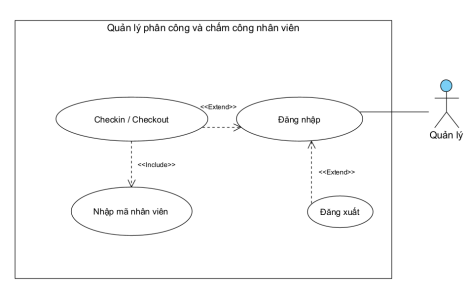 Quản lý phân công và chấm công nhân viên
<<Extend>>
Checkin / Checkout
Đăng nhập
Quản lý
<<Include>>
<<Extend>>
Nhập mã nhân viên
Đăng xuất